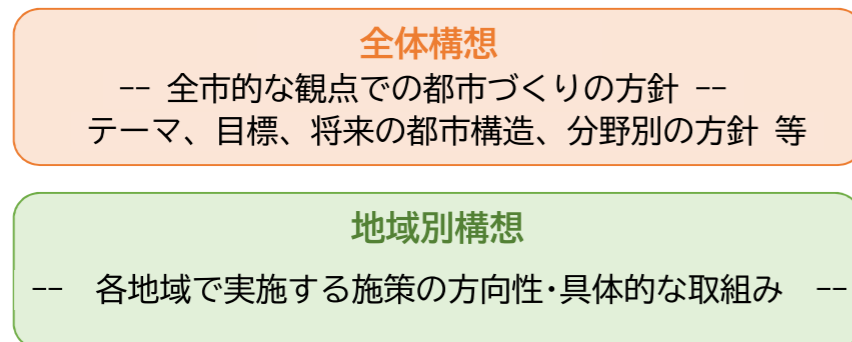 全体構想
-- 全市的な観点での都市づくりの方針 --
テーマ、目標、将来の都市構造、分野別の方針 等
地域別構想
-- 各地域で実施する施策の方向性･具体的な取組み --